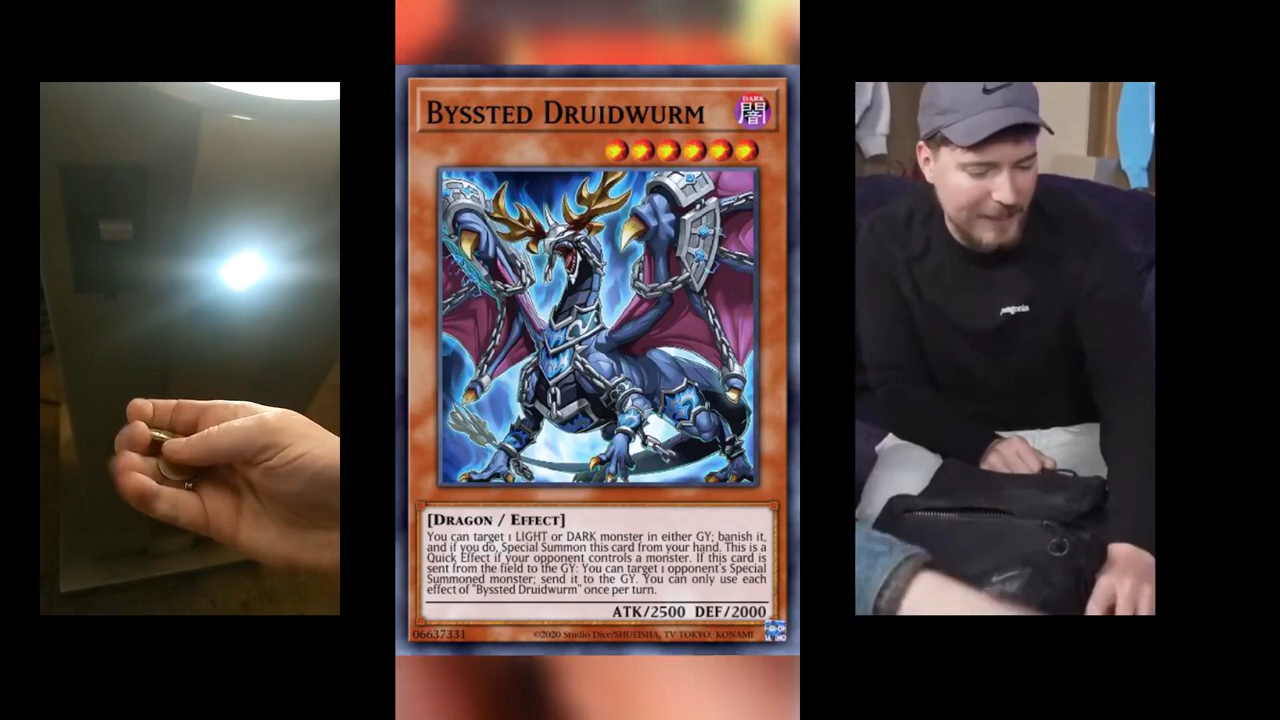 BYSSTED DRUIDWURM
DARK
闇
[DRAGON / EFFECT]
You can target 1 LIGHT or DARK monster in either GY; banish it,
and if you do, Special Summon this card from your hand. This is a
Quick Effect if your opponent controls a monster. If this card is
sent from the field to the GY: You can target 1 opponent's Special
Summoned monster; send it to the GY. You can only use each
effect of "Byssted Druidwurm" once per turn.
ATK/2500 DEF/2000
06637331
©2020 Studio Dice/SHUEISHA, TV TOKYO, KONAMI
patagonia